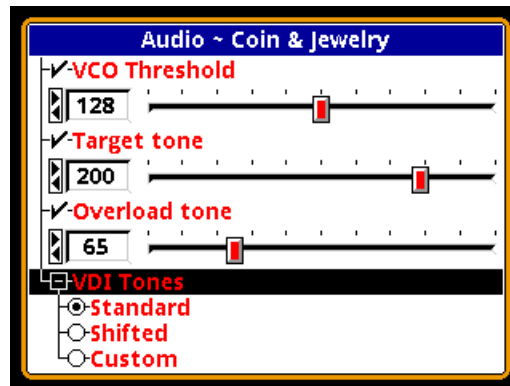 Audio ~ Coin & Jewelry
VCO Threshold
128
Target tone
200
Overload tone
65
VDI Tones
Standard
Shifted
Custom